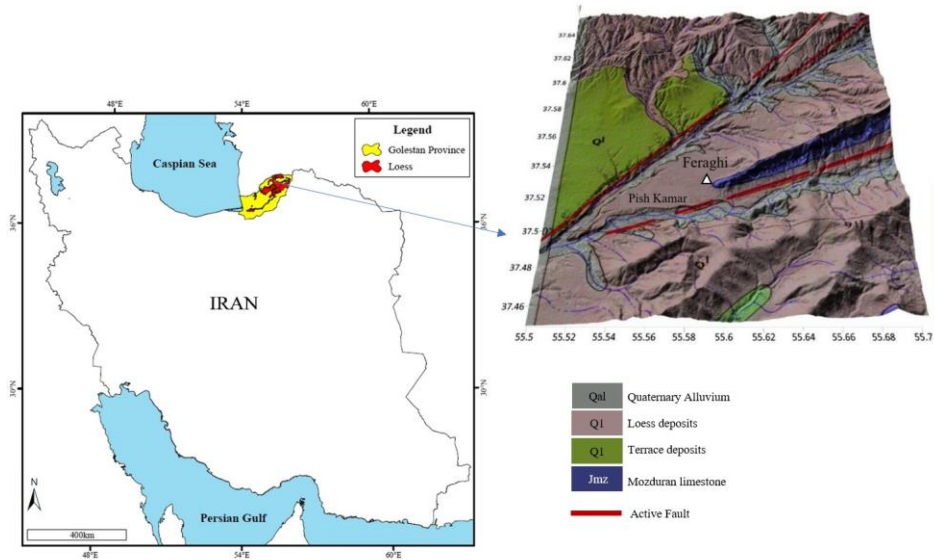 48°E
54°E
60°E
Legend
Golestan Province
Loess
Caspian Sea
36°N
36°N
IRAN
30°N
30°N
N
Persian Gulf
400km
48°E
54°E
60°E
37.64
37.62
37.6
37.58
37.56
37.54
37.52
37.5
37.48
37.46
Q1
Feraghi
Pish Kamar
Q1
55.5
55.52
55.54
55.56
55.58
55.6
55.62
55.64
55.66
55.68
55.7
Qal Quaternary Alluvium
Q1 Loess deposits
Q1 Terrace deposits
Jmz Mozduran limestone
Active Fault